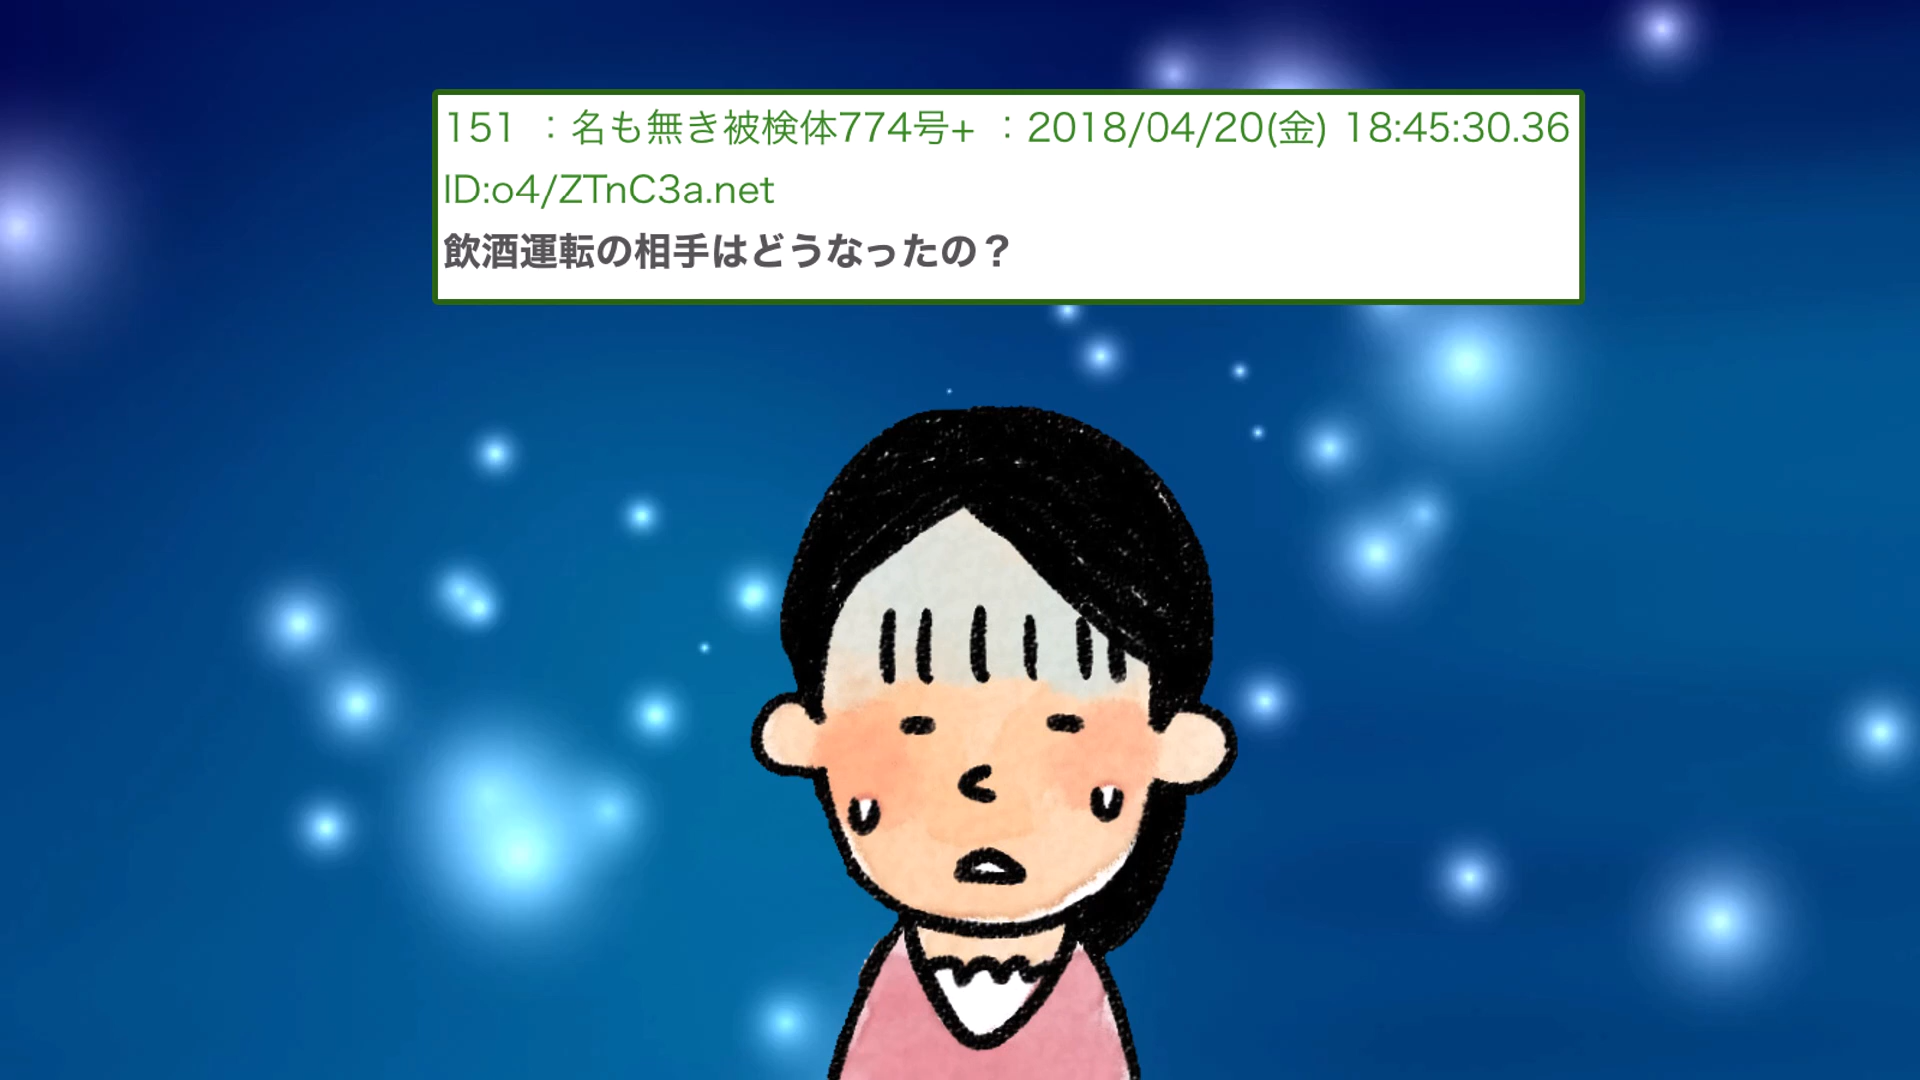 151 ：名も無き被検体774号+ ：2018/04/20(金) 18:45:30.36
ID:o4/ZTnC3a.net
飲酒運転の相手はどうなったの？